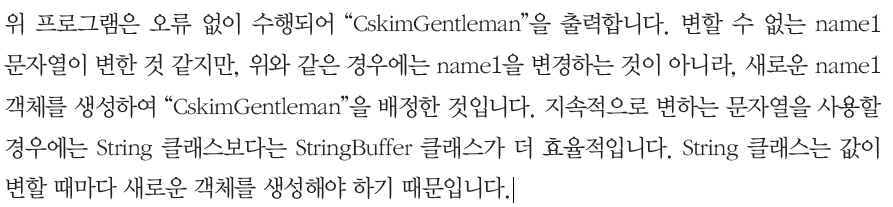 위 프로그램은 오류 없이 수행되어 “CskimGentleman”을 출력합니다. 변할 수 없는 name1
문자열이 변한 것 같지만, 위와 같은 경우에는 name1을 변경하는 것이 아니라, 새로운 name1
객체를 생성하여 “CskimGentleman”을 배정한 것입니다. 지속적으로 변하는 문자열을 사용할
경우에는 String 클래스보다는 StringBuffer 클래스가 더 효율적입니다. String 클래스는 값이
변할 때마다 새로운 객체를 생성해야 하기 때문입니다.